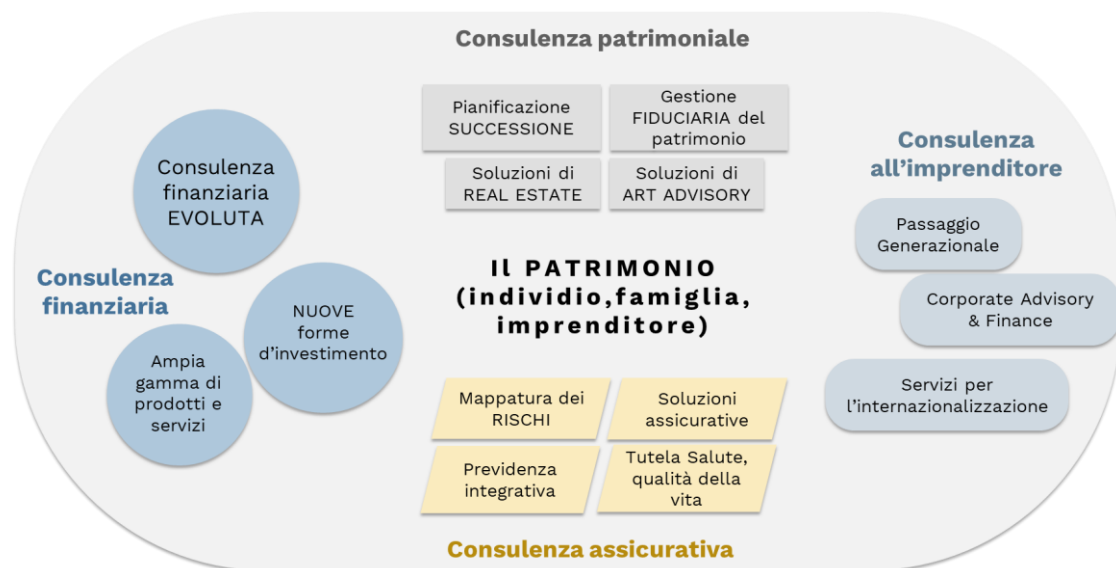 Consulenza patrimoniale
Pianificazione
SUCCESSIONE
Gestione
FIDUCIARIA del
patrimonio
Soluzioni di
REAL ESTATE
Soluzioni di
ART ADVISORY
Consulenza
finanziaria
Consulenza
finanziaria
EVOLUTA
NUOVE
forme
d'investimento
Ampia
gamma di
prodotti e
servizi
Il PATRIMONIO
(individio,famiglia,
imprenditore)
Consulenza
all'imprenditore
Passaggio
Generazionale
Corporate Advisory
& Finance
Servizi per
l'internazionalizzazione
Mappatura dei
RISCHI
Soluzioni
assicurative
Previdenza
integrativa
Tutela Salute,
qualità della
vita
Consulenza assicurativa